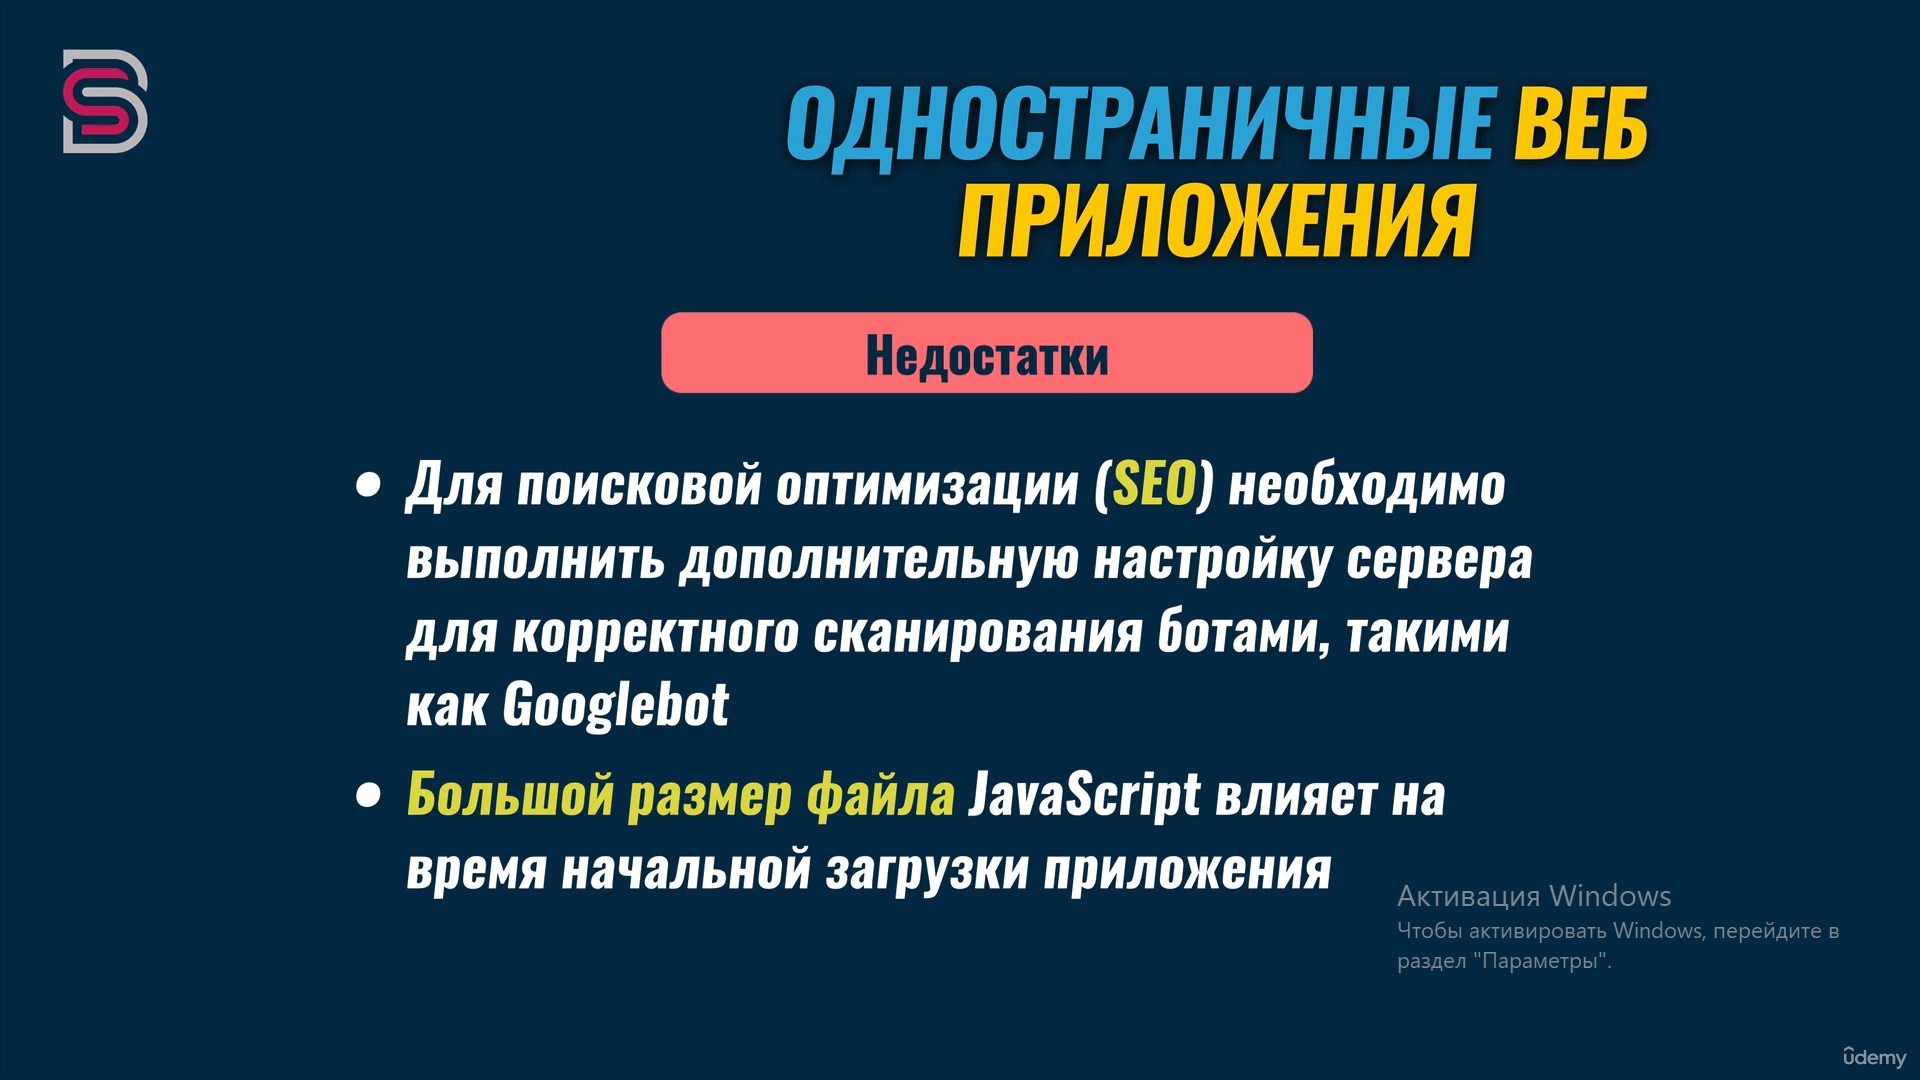 ОДНОСТРАНИЧНЫЕ ВЕБ
ПРИЛОЖЕНИЯ
Недостатки
• Для поисковой оптимизации (SEO) необходимо
выполнить дополнительную настройку сервера
для корректного сканирования ботами, такими
как Googlebot
• Большой размер файла JavaScript влияет на
время начальной загрузки приложения
Активация Windows
Чтобы активировать Windows, перейдите в
раздел "Параметры".
ûdemy